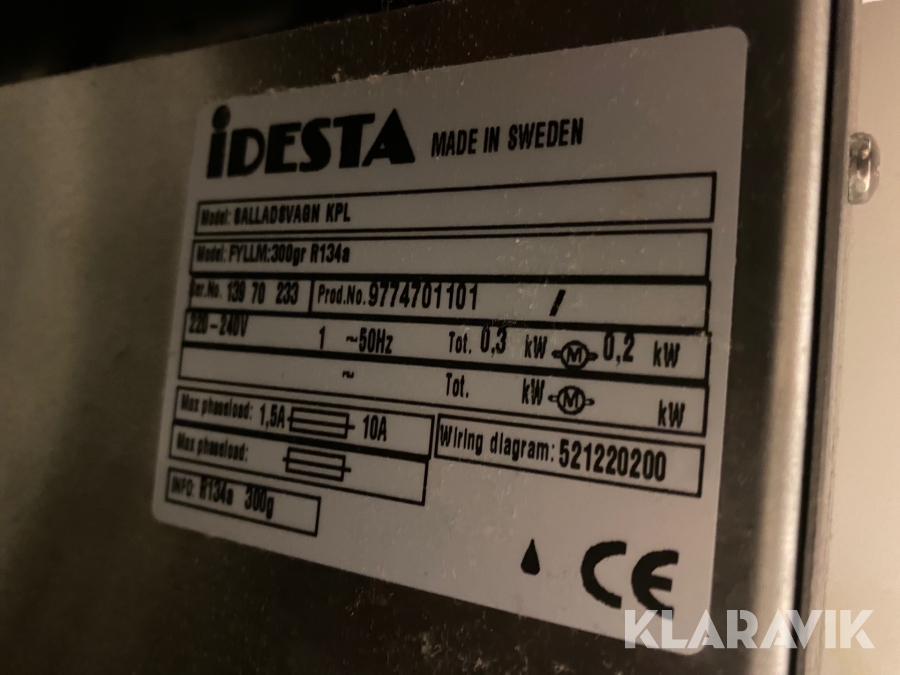 iDESTA MADE IN SWEDEN
Model: SALLADSVAGN KPL
Model: FYLLM:300gr R134a
Ser.No. 139 70 233 Prod.No.9774701101 /
220-240V 1 ~50Hz Tot. 0,3 kW M 0,2 kW
~ Tot. kW M kW
Max phaseload: 1,5A 10A
Wiring diagram: 521220200
Max phaseload:
INFO: R134a 300g
CE
KLARAVIK